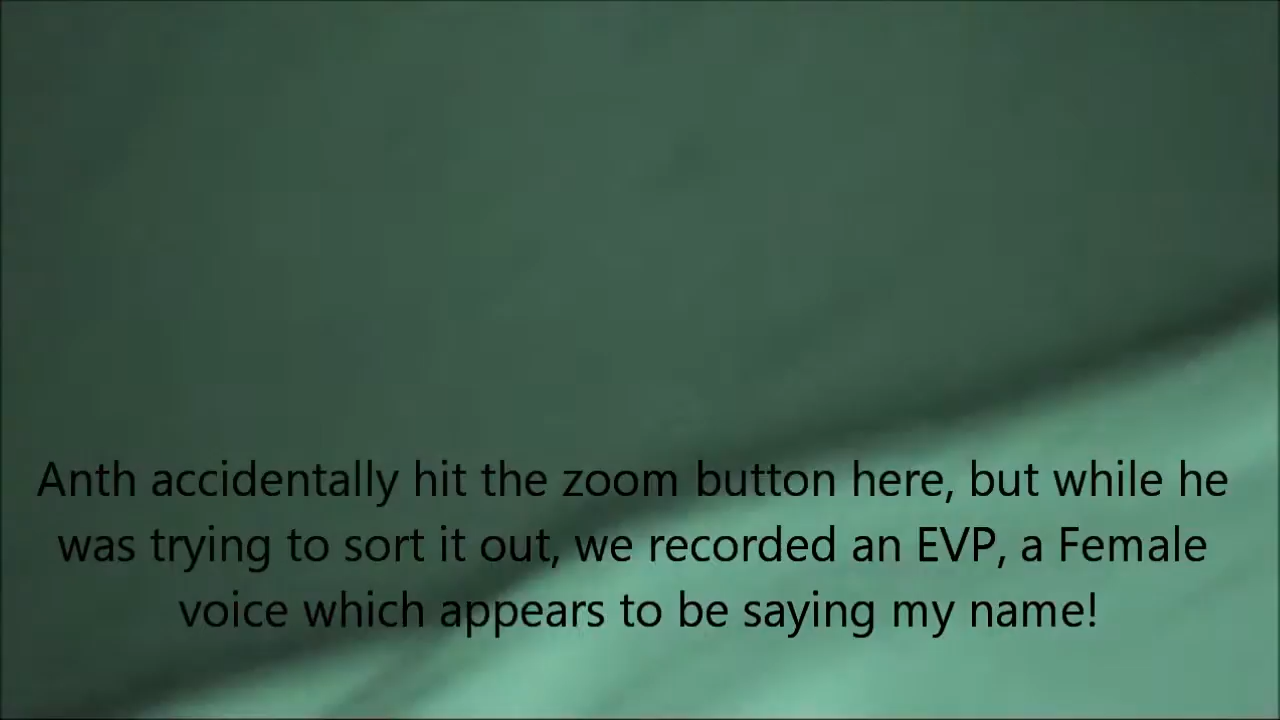 Anth accidentally hit the zoom button here, but while he
was trying to sort it out, we recorded an EVP, a Female
voice which appears to be saying my name!